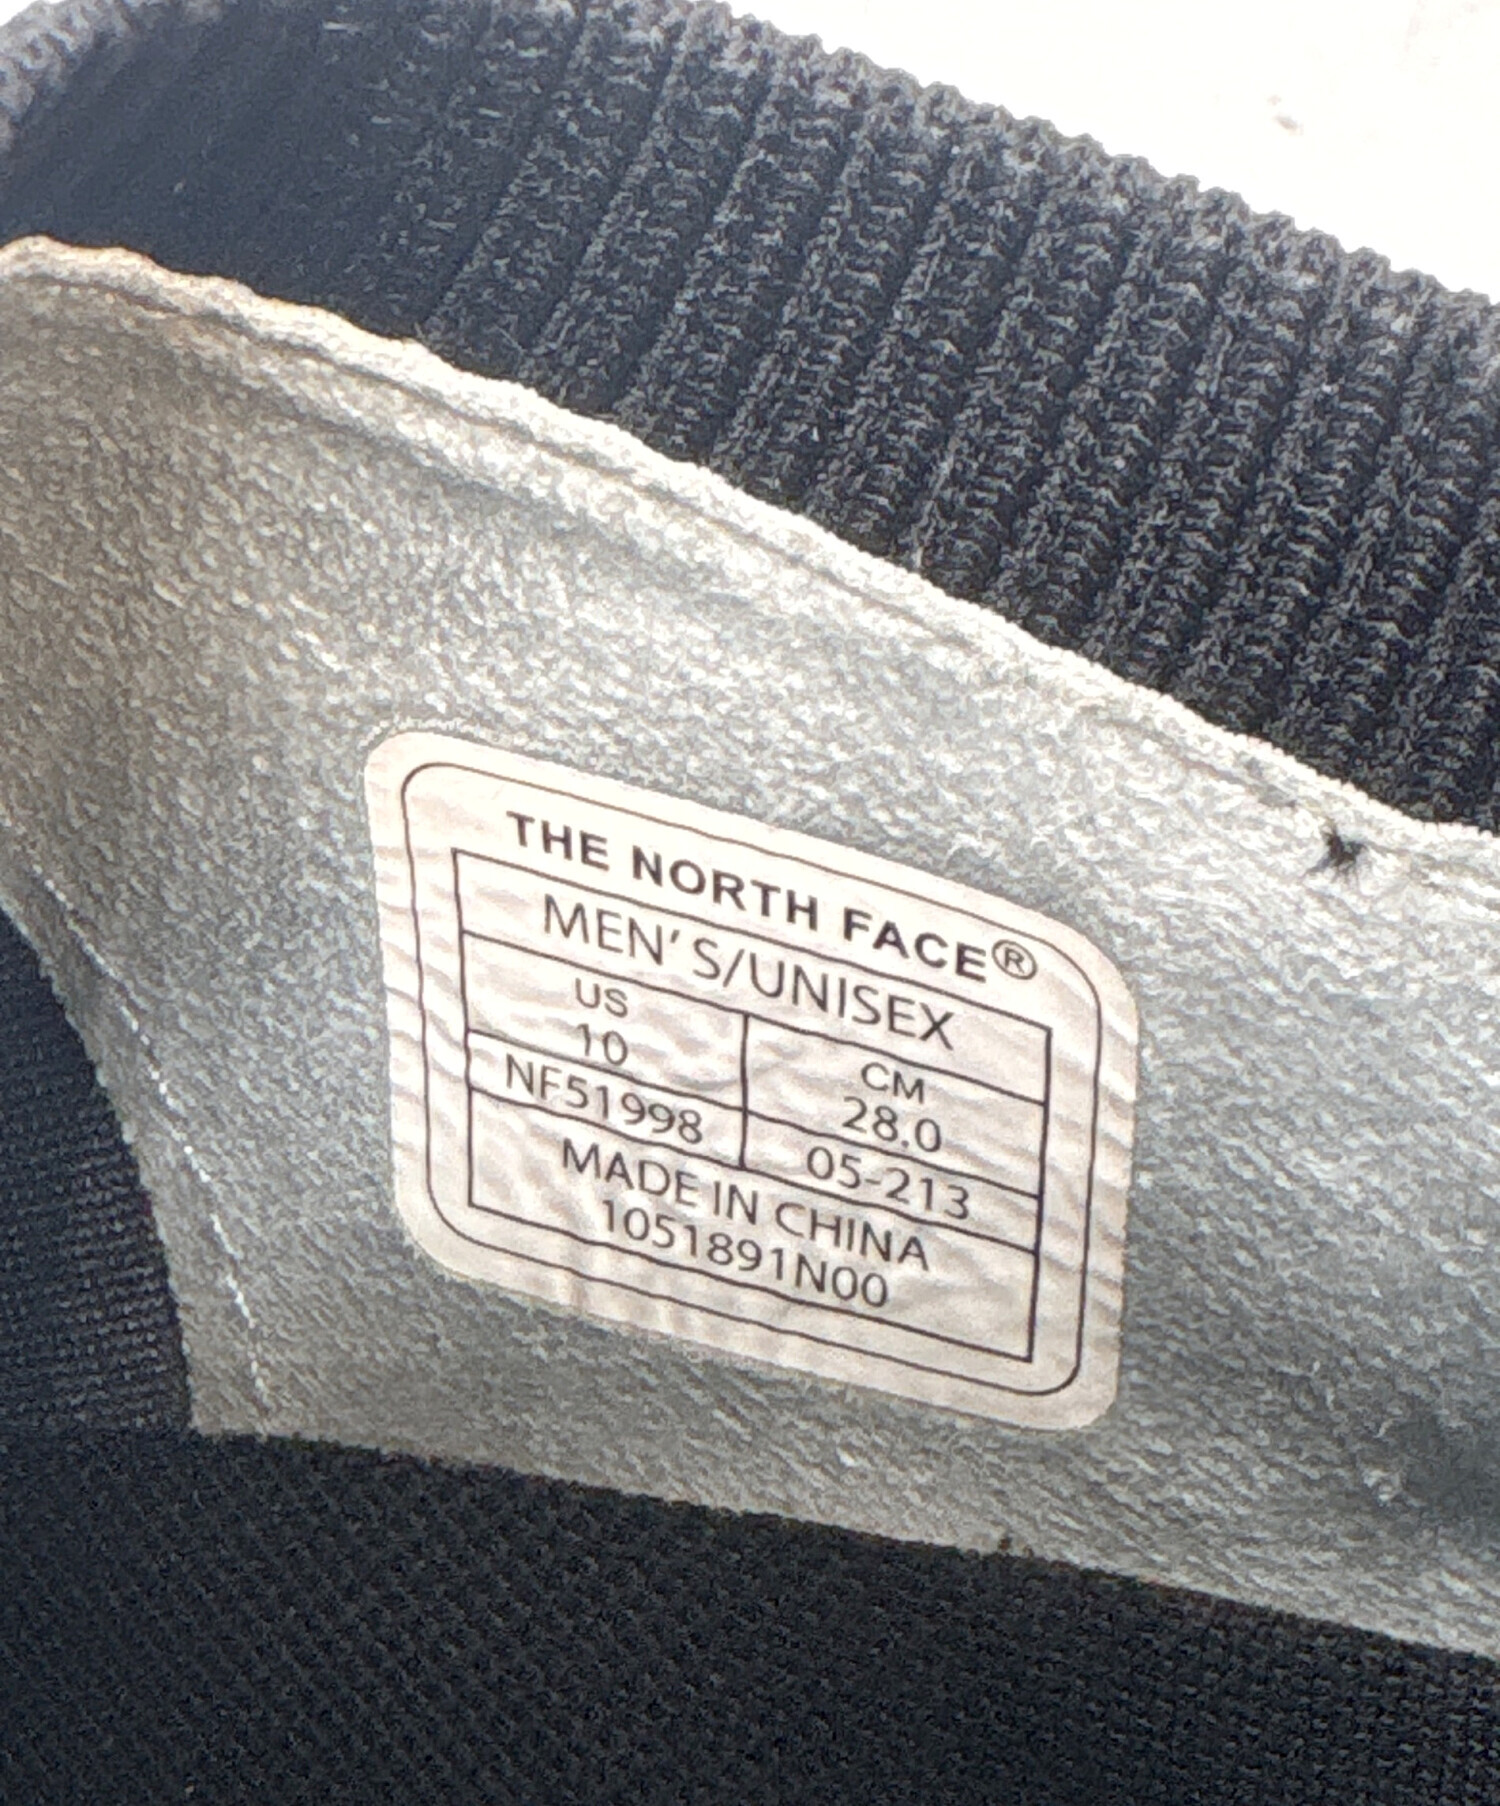 THE NORTH FACE®
MEN'S/UNISEX
US CM
10 28.0
NF51998 05-213
MADE IN CHINA
1051891N00